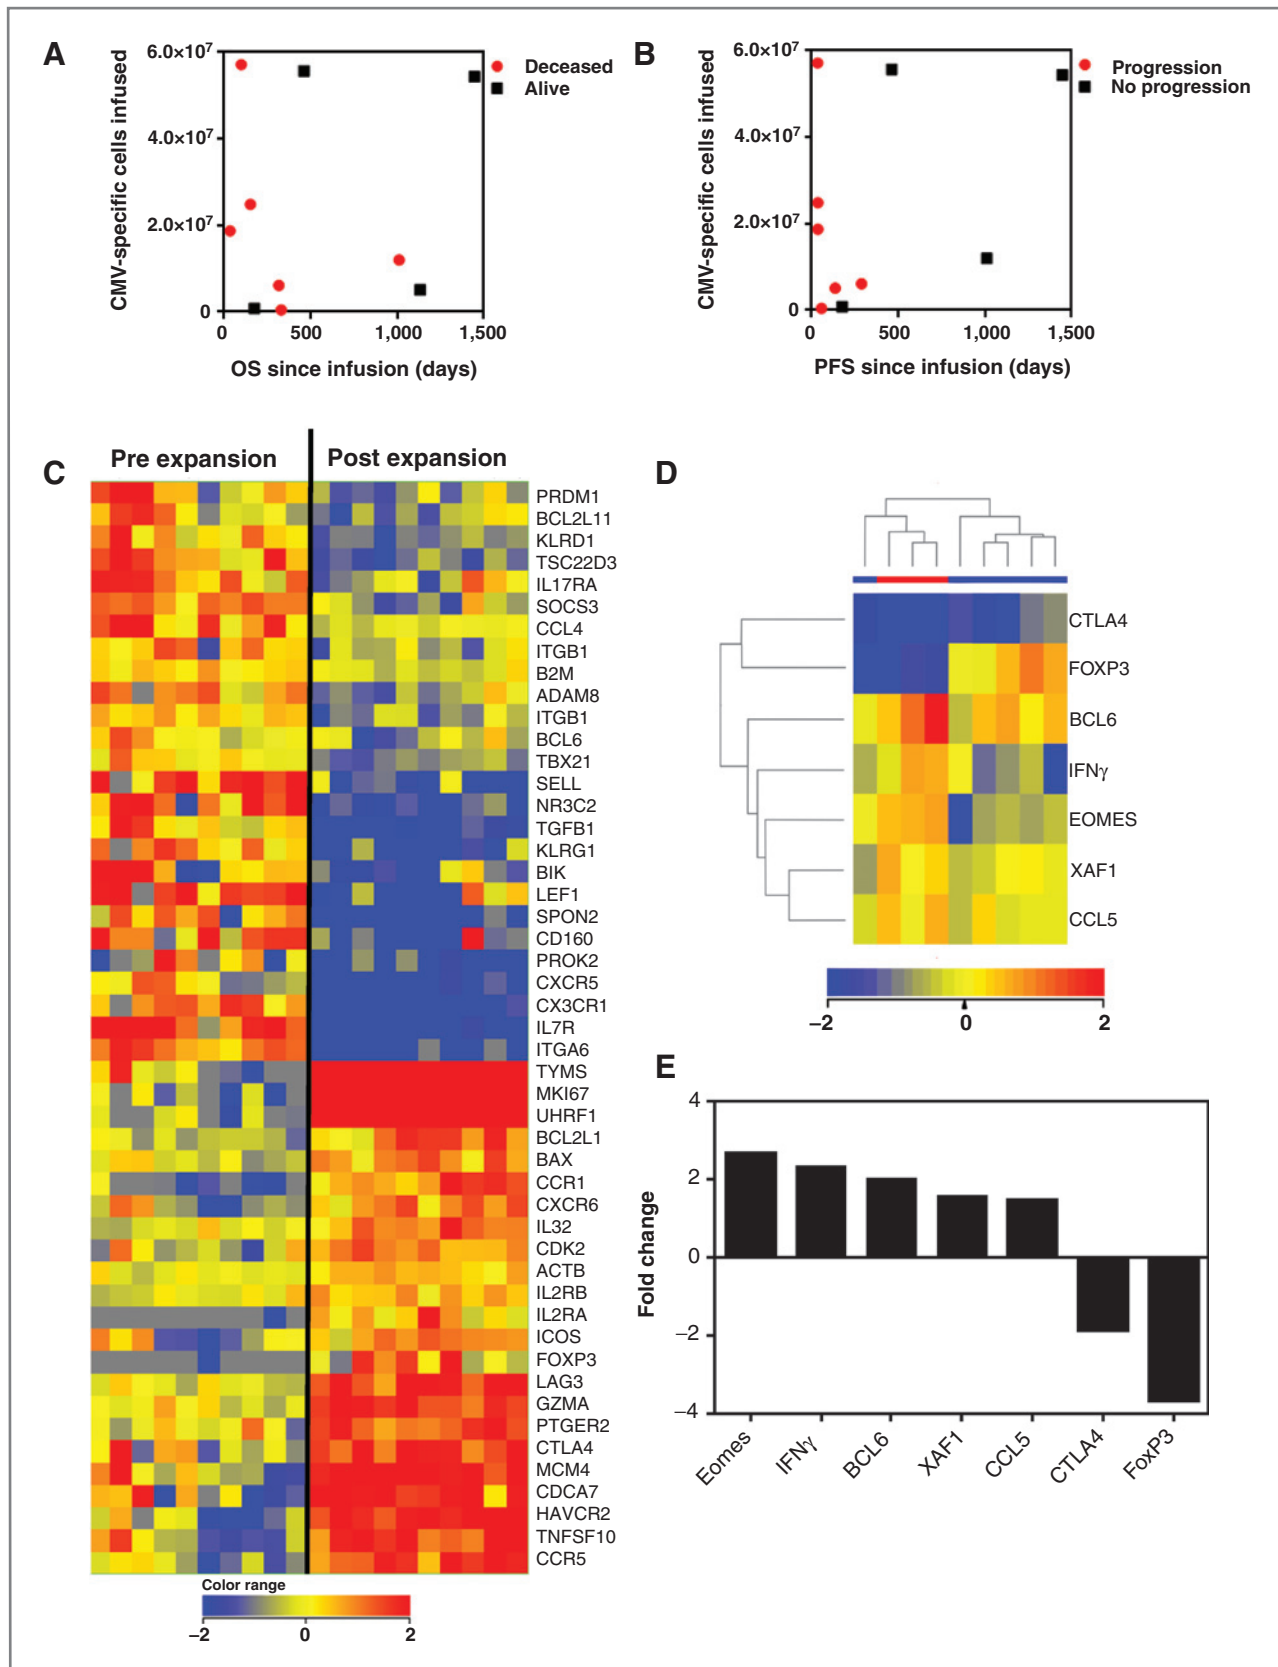 A
CMV-specific cells infused
6.0×10⁷
4.0×10⁷
2.0×10⁷
0
0 500 1,000 1,500
OS since infusion (days)
Deceased
Alive
B
CMV-specific cells infused
6.0×10⁷
4.0×10⁷
2.0×10⁷
0
0 500 1,000 1,500
PFS since infusion (days)
Progression
No progression
C
Pre expansion Post expansion
PRDM1
BCL2L11
KLRD1
TSC22D3
IL17RA
SOCS3
CCL4
ITGB1
B2M
ADAM8
ITGB1
BCL6
TBX21
SELL
NR3C2
TGFB1
KLRG1
BIK
LEF1
SPON2
CD160
PROK2
CXCR5
CX3CR1
IL7R
ITGA6
TYMS
MKI67
UHRF1
BCL2L1
BAX
CCR1
CXCR6
IL32
CDK2
ACTB
IL2RB
IL2RA
ICOS
FOXP3
LAG3
GZMA
PTGER2
CTLA4
MCM4
CDCA7
HAVCR2
TNFSF10
CCR5
Color range
−2 0 2
D
CTLA4
FOXP3
BCL6
IFNγ
EOMES
XAF1
CCL5
−2 0 2
E
Fold change
4
2
0
−2
−4
Eomes
IFNγ
BCL6
XAF1
CCL5
CTLA4
FoxP3